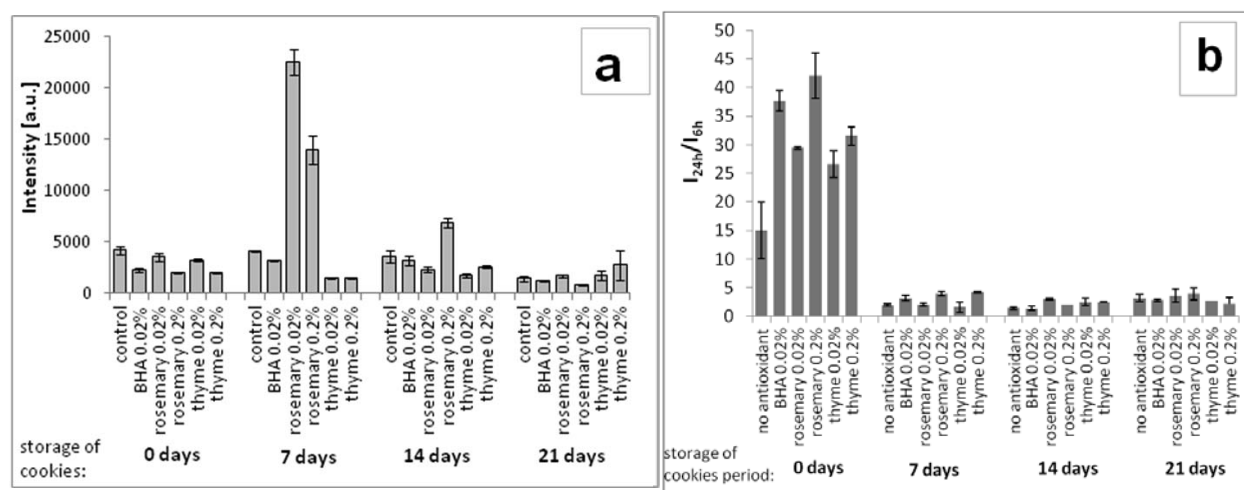 a
Intensity [a.u.]
25000
20000
15000
10000
5000
0
control
BHA 0.02%
rosemary 0.02%
rosemary 0.2%
thyme 0.02%
thyme 0.2%
control
BHA 0.02%
rosemary 0.02%
rosemary 0.2%
thyme 0.02%
thyme 0.2%
control
BHA 0.02%
rosemary 0.02%
rosemary 0.2%
thyme 0.02%
thyme 0.2%
control
BHA 0.02%
rosemary 0.02%
rosemary 0.2%
thyme 0.02%
thyme 0.2%
storage of
cookies:
0 days
7 days
14 days
21 days
b
I24h/I6h
50
45
40
35
30
25
20
15
10
5
0
no antioxidant
BHA 0.02%
rosemary 0.02%
rosemary 0.2%
thyme 0.02%
thyme 0.2%
no antioxidant
BHA 0.02%
rosemary 0.02%
rosemary 0.2%
thyme 0.02%
thyme 0.2%
no antioxidant
BHA 0.02%
rosemary 0.02%
rosemary 0.2%
thyme 0.02%
thyme 0.2%
no antioxidant
BHA 0.02%
rosemary 0.02%
rosemary 0.2%
thyme 0.02%
thyme 0.2%
storage of
cookies period:
0 days
7 days
14 days
21 days